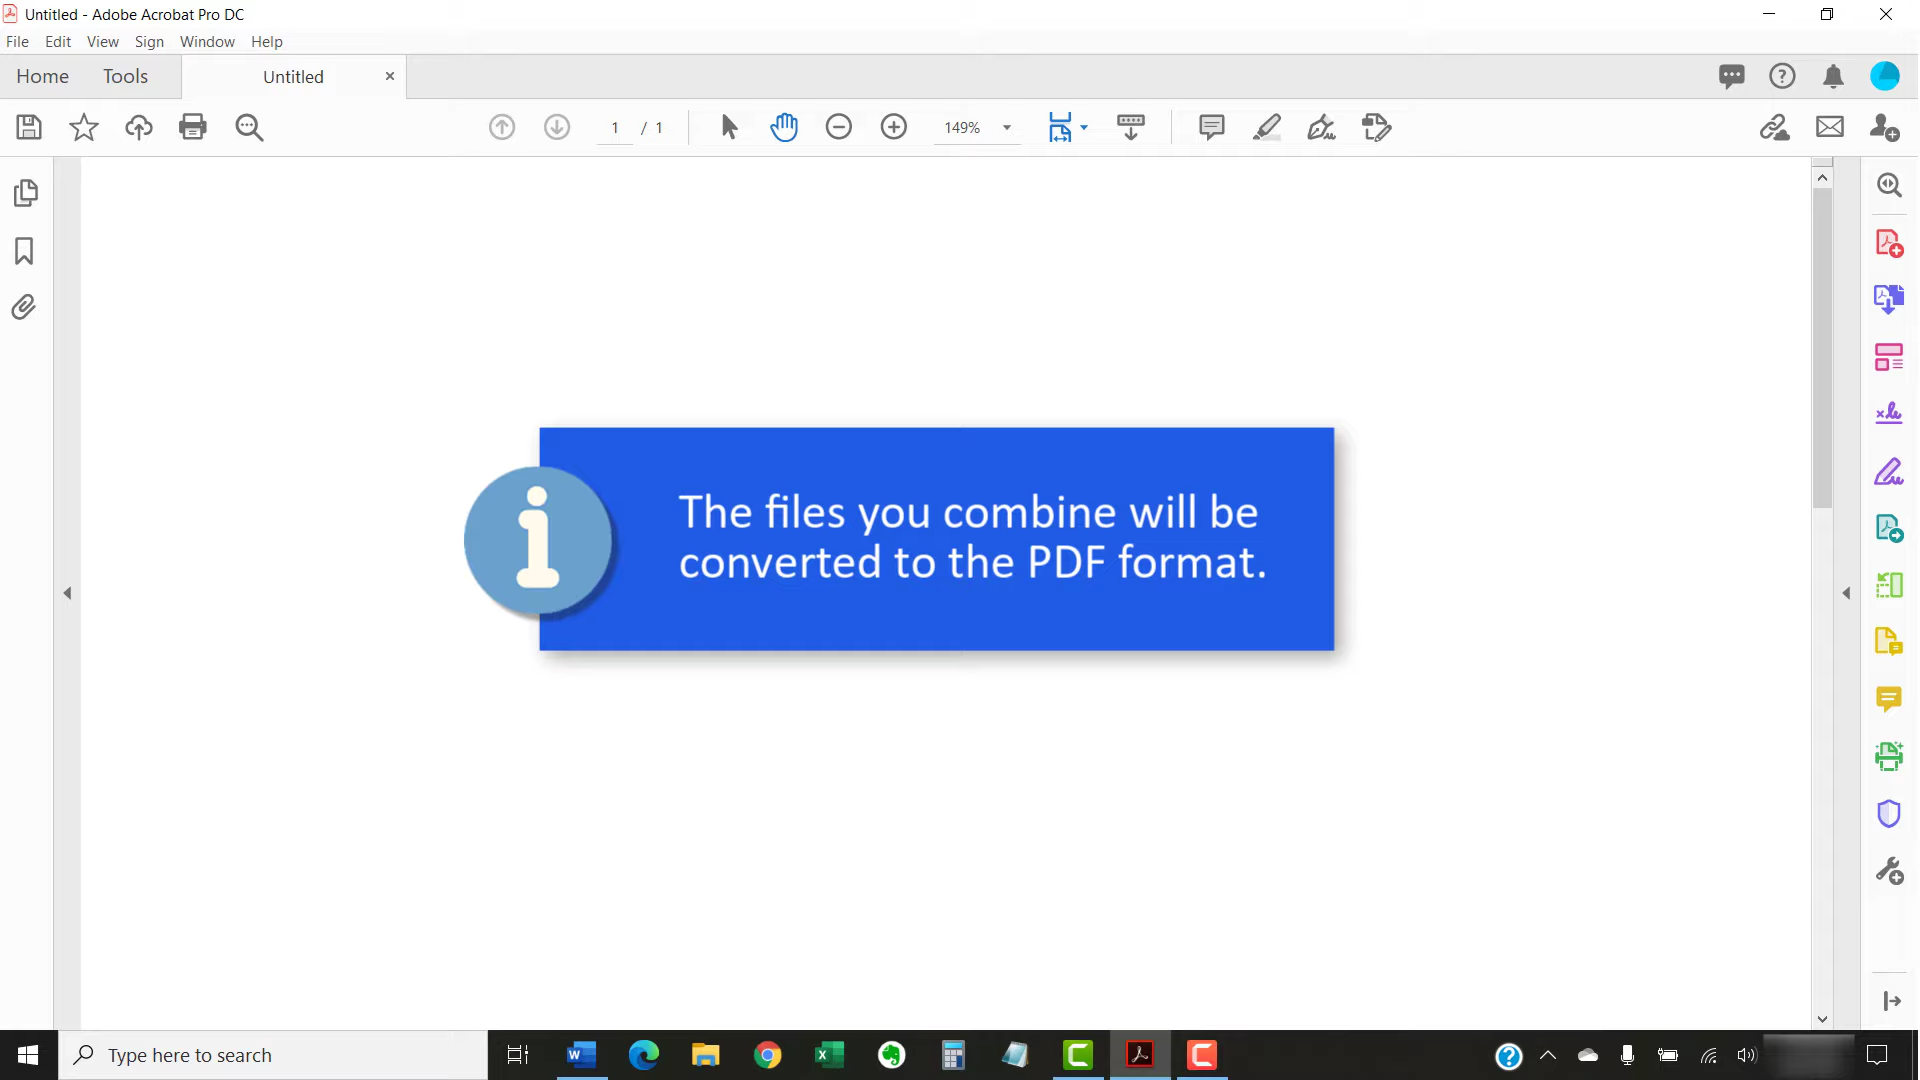 Untitled - Adobe Acrobat Pro DC
File Edit View Sign Window Help
Home Tools Untitled
1 / 1 149%
The files you combine will be
converted to the PDF format.
Type here to search